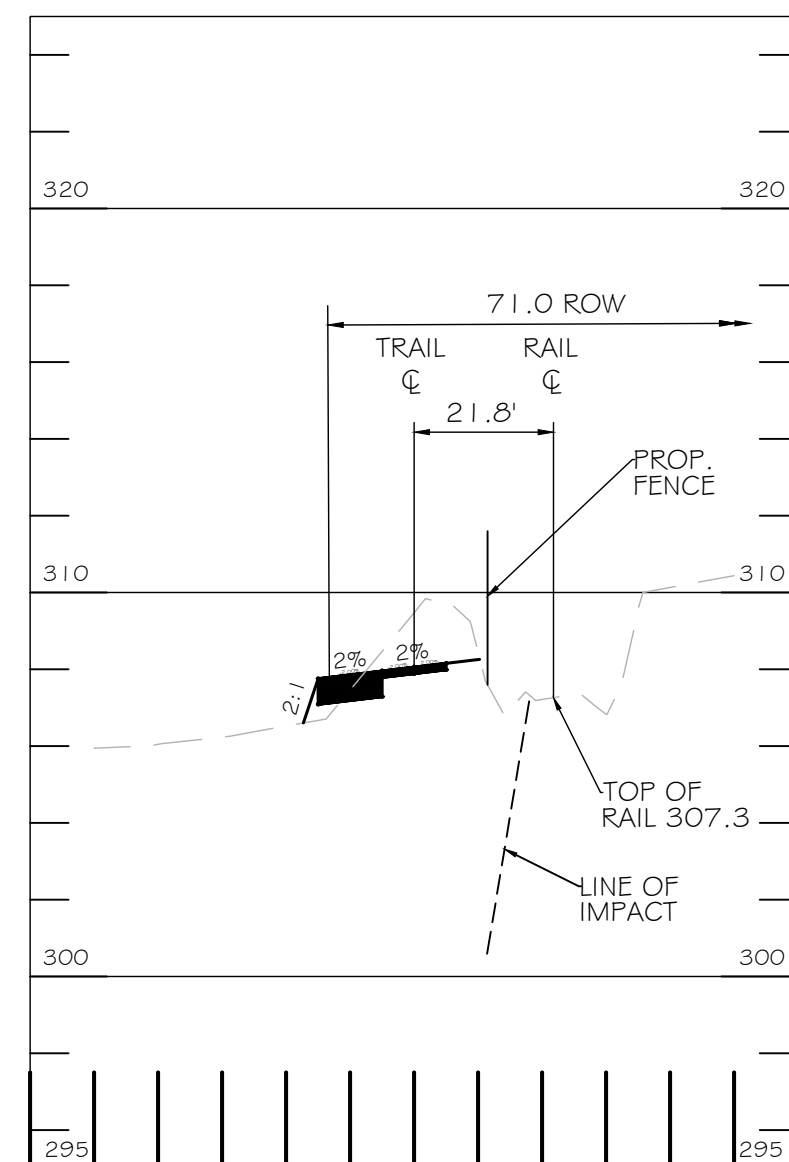 320 320
71.0 ROW
TRAIL
℄
RAIL
℄
21.8'
PROP.
FENCE
310 310
2% 2%
2:1
TOP OF
RAIL 307.3
LINE OF
IMPACT
300 300
295 295